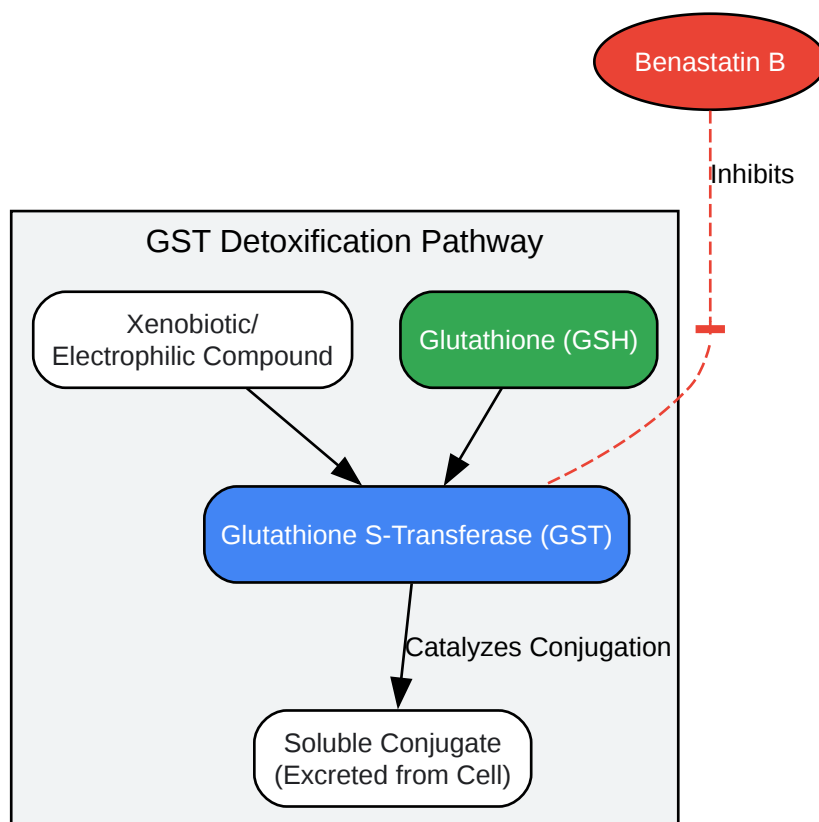 Benastatin B
Inhibits
GST Detoxification Pathway
Xenobiotic/
Electrophilic Compound
Glutathione (GSH)
Glutathione S-Transferase (GST)
Catalyzes Conjugation
Soluble Conjugate
(Excreted from Cell)